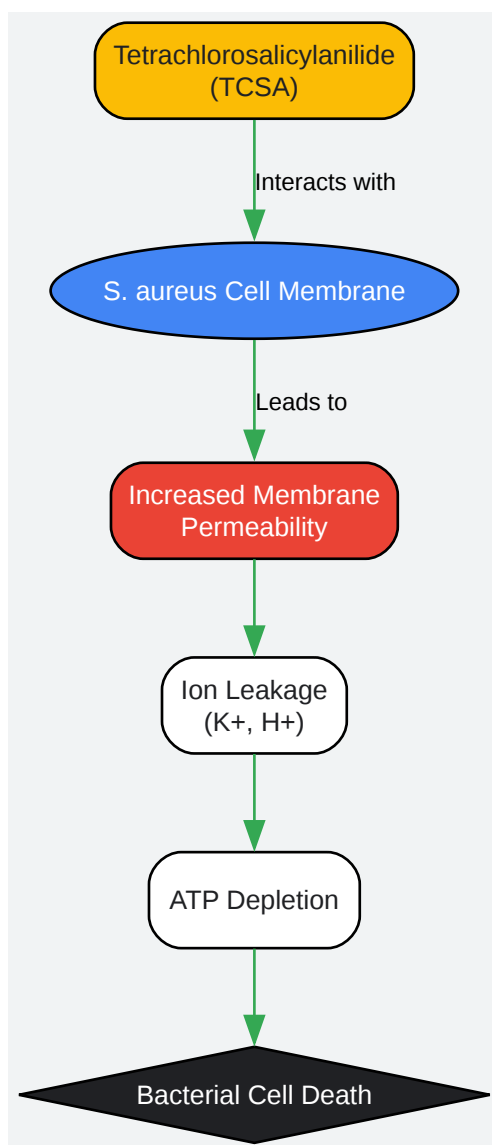 Tetrachlorosalicylanilide
(TCSA)
Interacts with
S. aureus Cell Membrane
Leads to
Increased Membrane
Permeability
Ion Leakage
(K+, H+)
ATP Depletion
Bacterial Cell Death